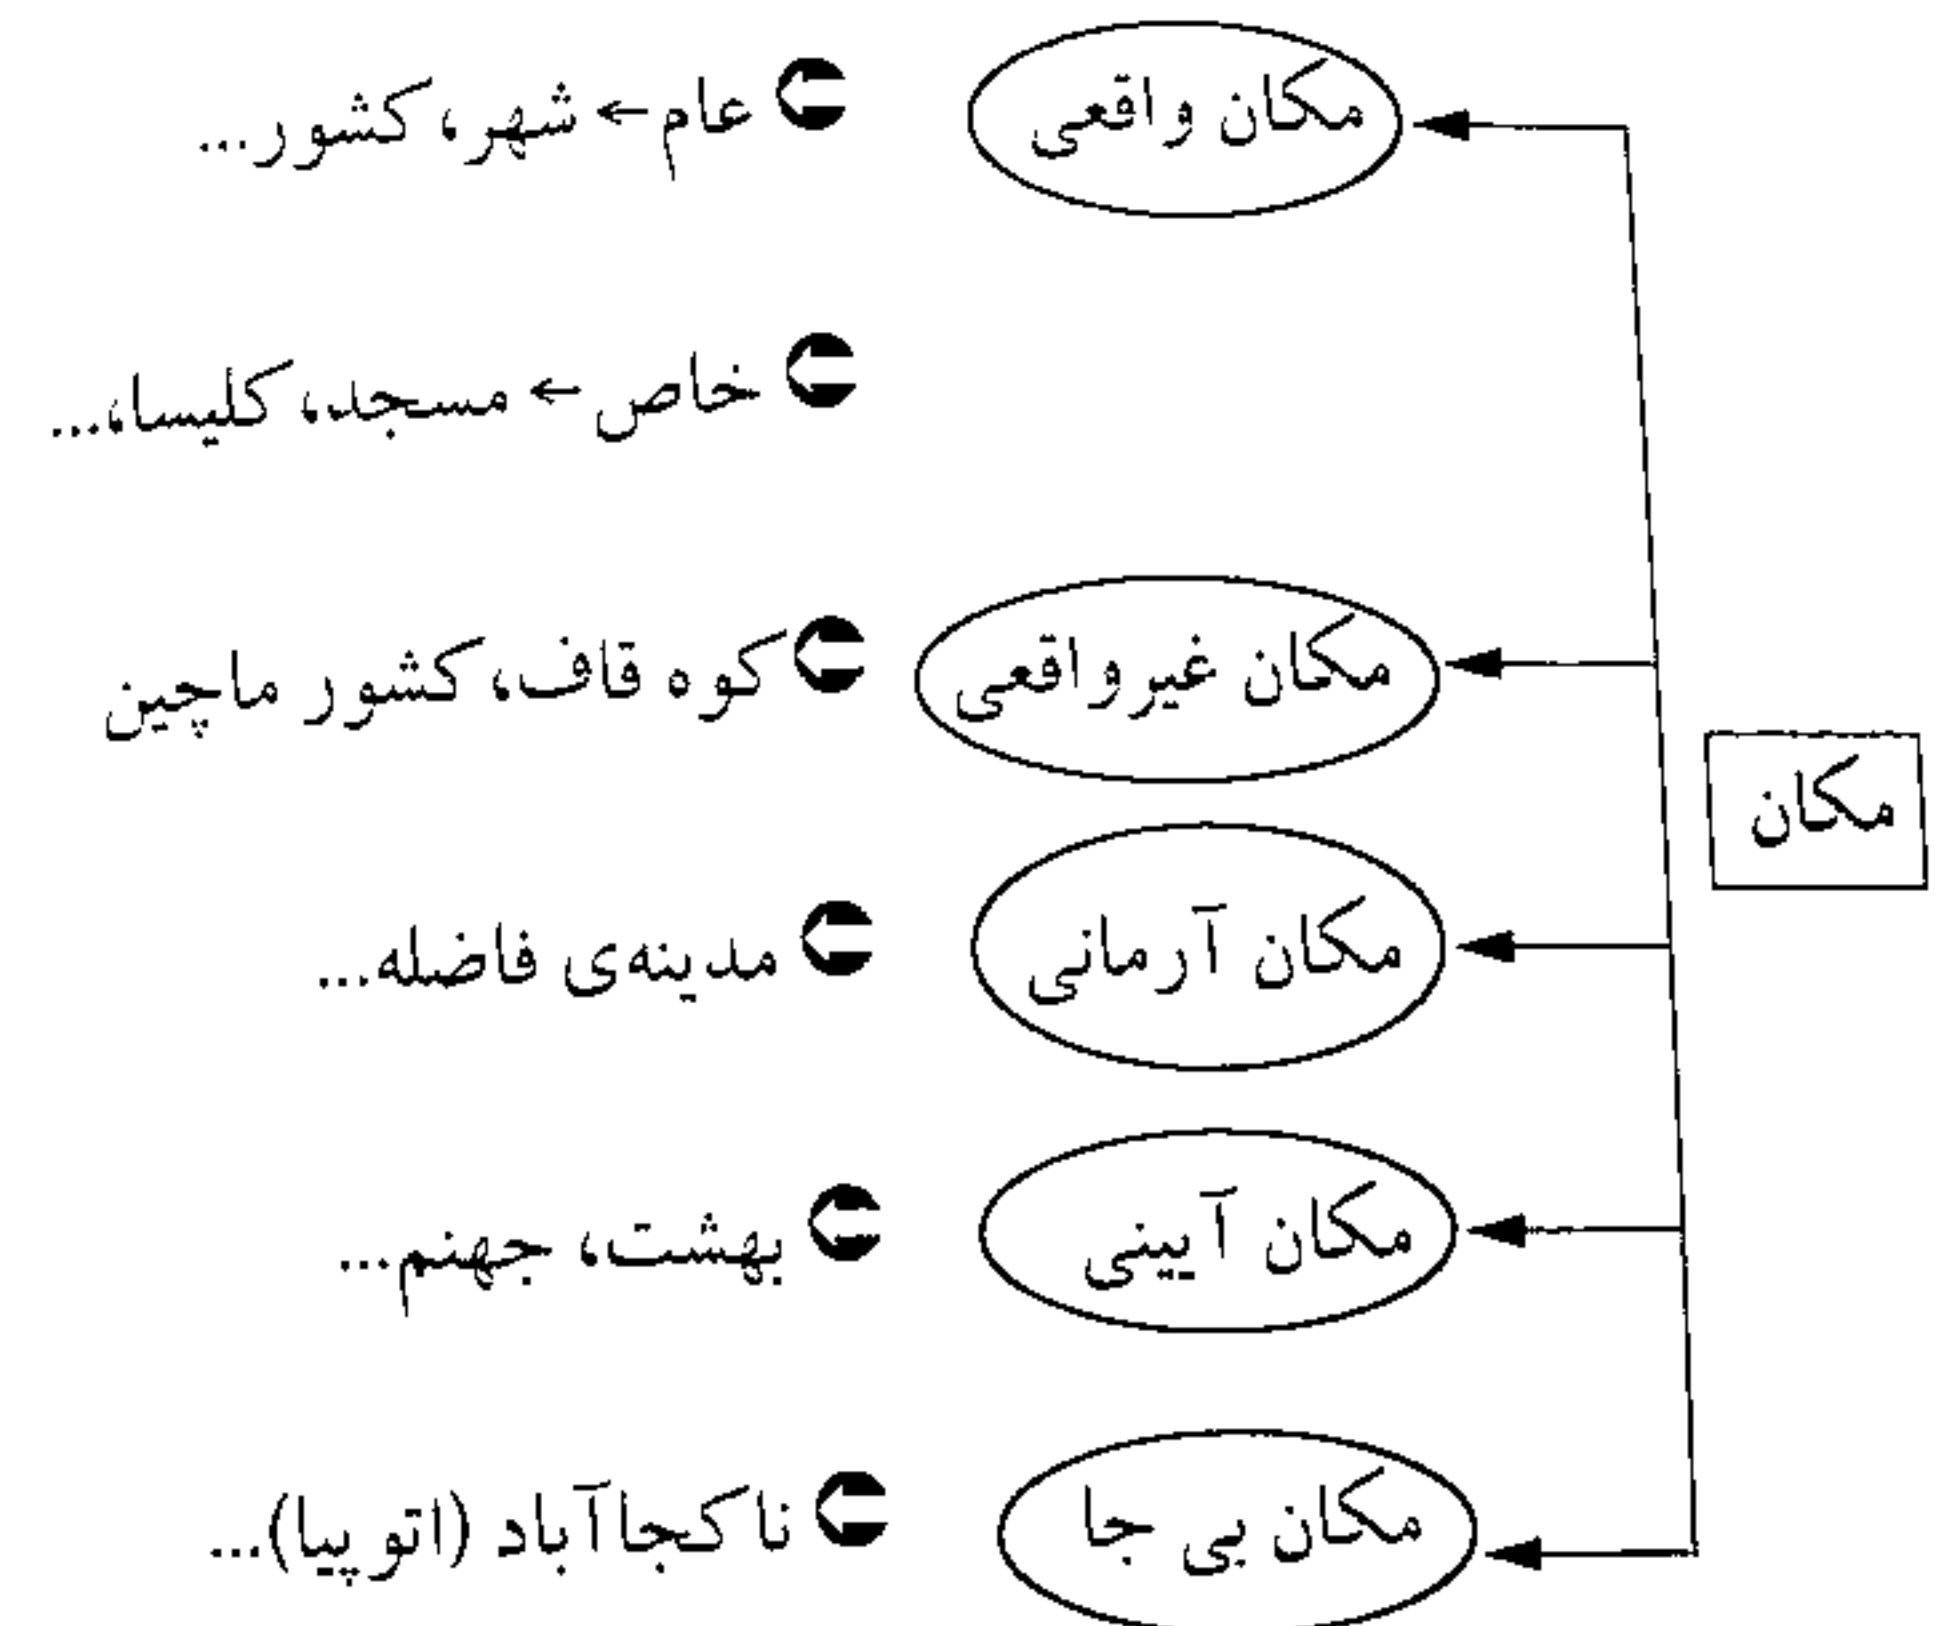 مکان واقعی عام ← شهر، کشور...
خاص ← مسجد، کلیسا،...
مکان غیرواقعی کوه قاف، کشور ماچین
مکان
مکان آرمانی مدینه‌ی فاضله...
مکان آیینی بهشت، جهنم...
مکان بی جا ناکجاآباد (اتوپیا)...